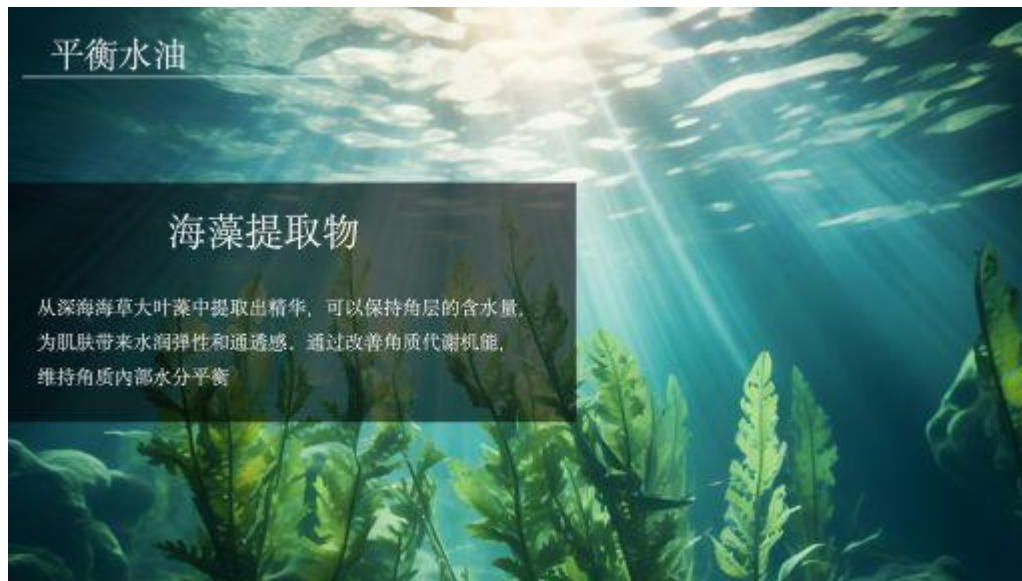 平衡水油
海藻提取物
从深海海草大叶藻中提取出精华，可以保持角层的含水量，
为肌肤带来水润弹性和通透感。通过改善角质代谢机能，
维持角质内部水分平衡